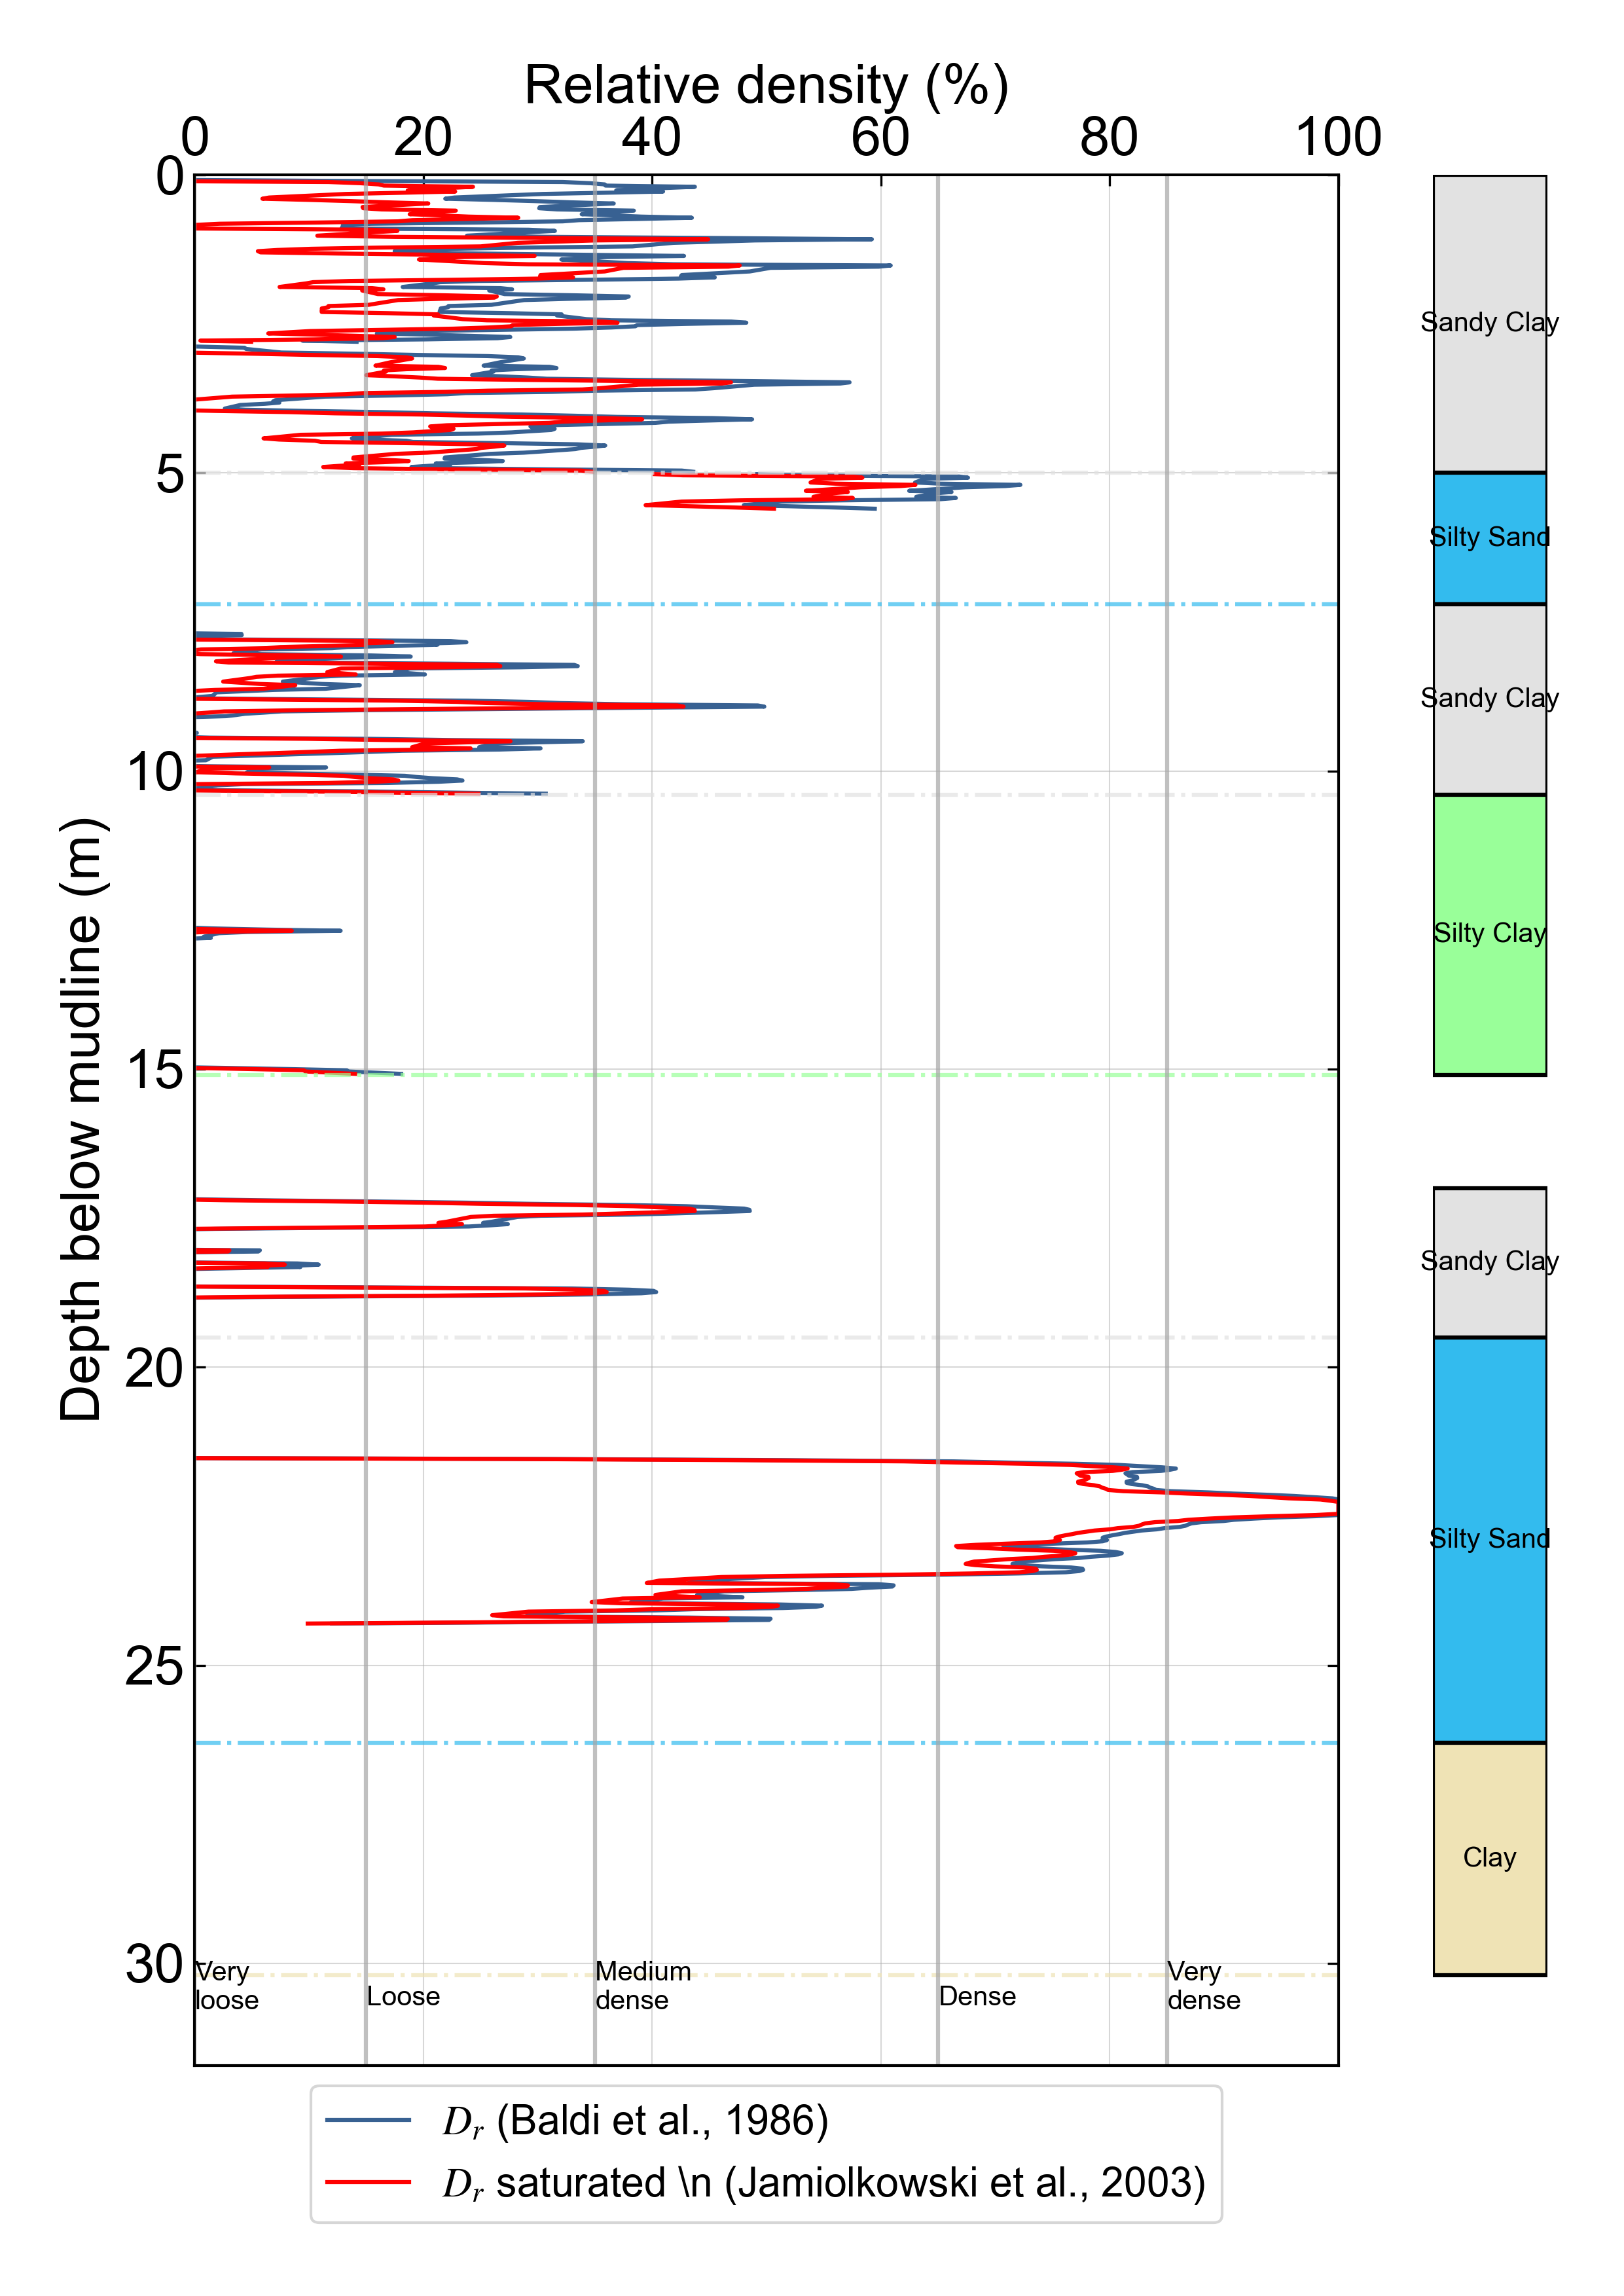 Relative density (%)
0 20 40 60 80 100
0
5
10
15
20
25
30
Depth below mudline (m)
Sandy Clay
Silty Sand
Sandy Clay
Silty Clay
Sandy Clay
Silty Sand
Clay
Very
loose
Loose
Medium
dense
Dense
Very
dense
D_r (Baldi et al., 1986)
D_r saturated \n (Jamiolkowski et al., 2003)